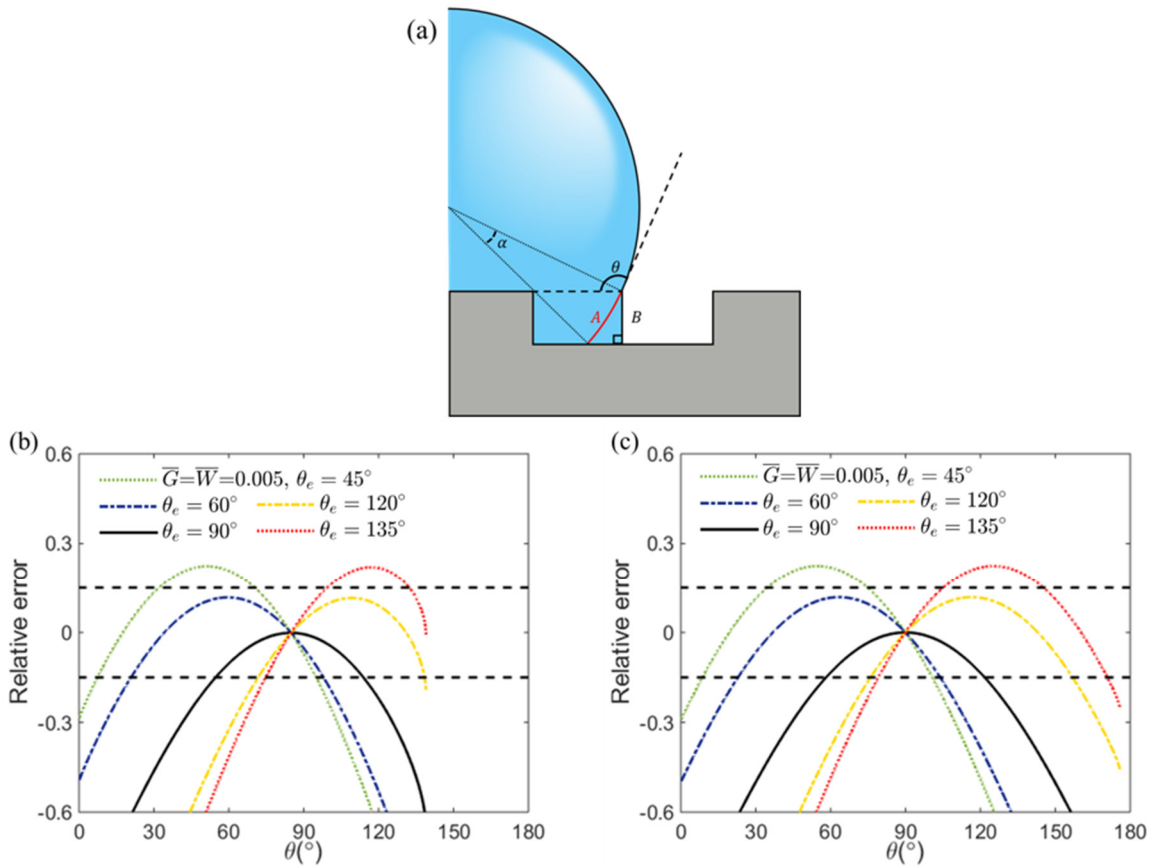 (a)
α
θ
A
B
(b)
0.6
0.3
0
-0.3
-0.6
Relative error
G̅=W̅=0.005, θₑ = 45°
θₑ = 60°
θₑ = 120°
θₑ = 90°
θₑ = 135°
0
30
60
90
120
150
180
θ(°)
(c)
0.6
0.3
0
-0.3
-0.6
Relative error
G̅=W̅=0.005, θₑ = 45°
θₑ = 60°
θₑ = 120°
θₑ = 90°
θₑ = 135°
0
30
60
90
120
150
180
θ(°)